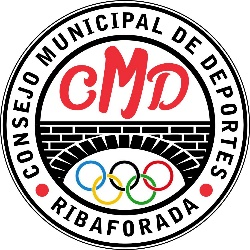 CONSEJO MUNICIPAL DE DEPORTES
CMD
RIBAFORADA